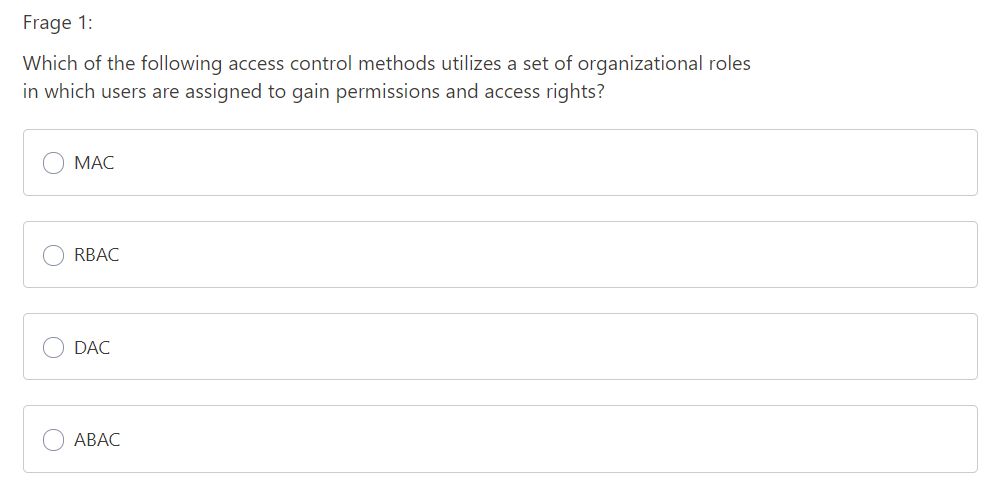 Frage 1:
Which of the following access control methods utilizes a set of organizational roles
in which users are assigned to gain permissions and access rights?
MAC
RBAC
DAC
ABAC